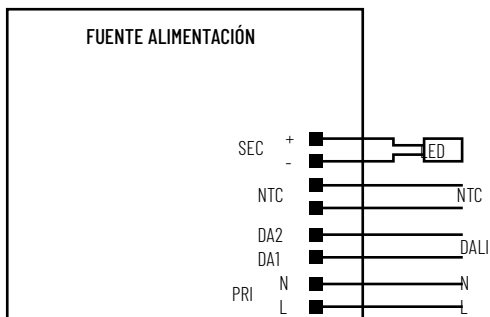 FUENTE ALIMENTACIÓN
SEC + LED
-
NTC NTC
DA2 DALI
DA1
PRI N N
L L